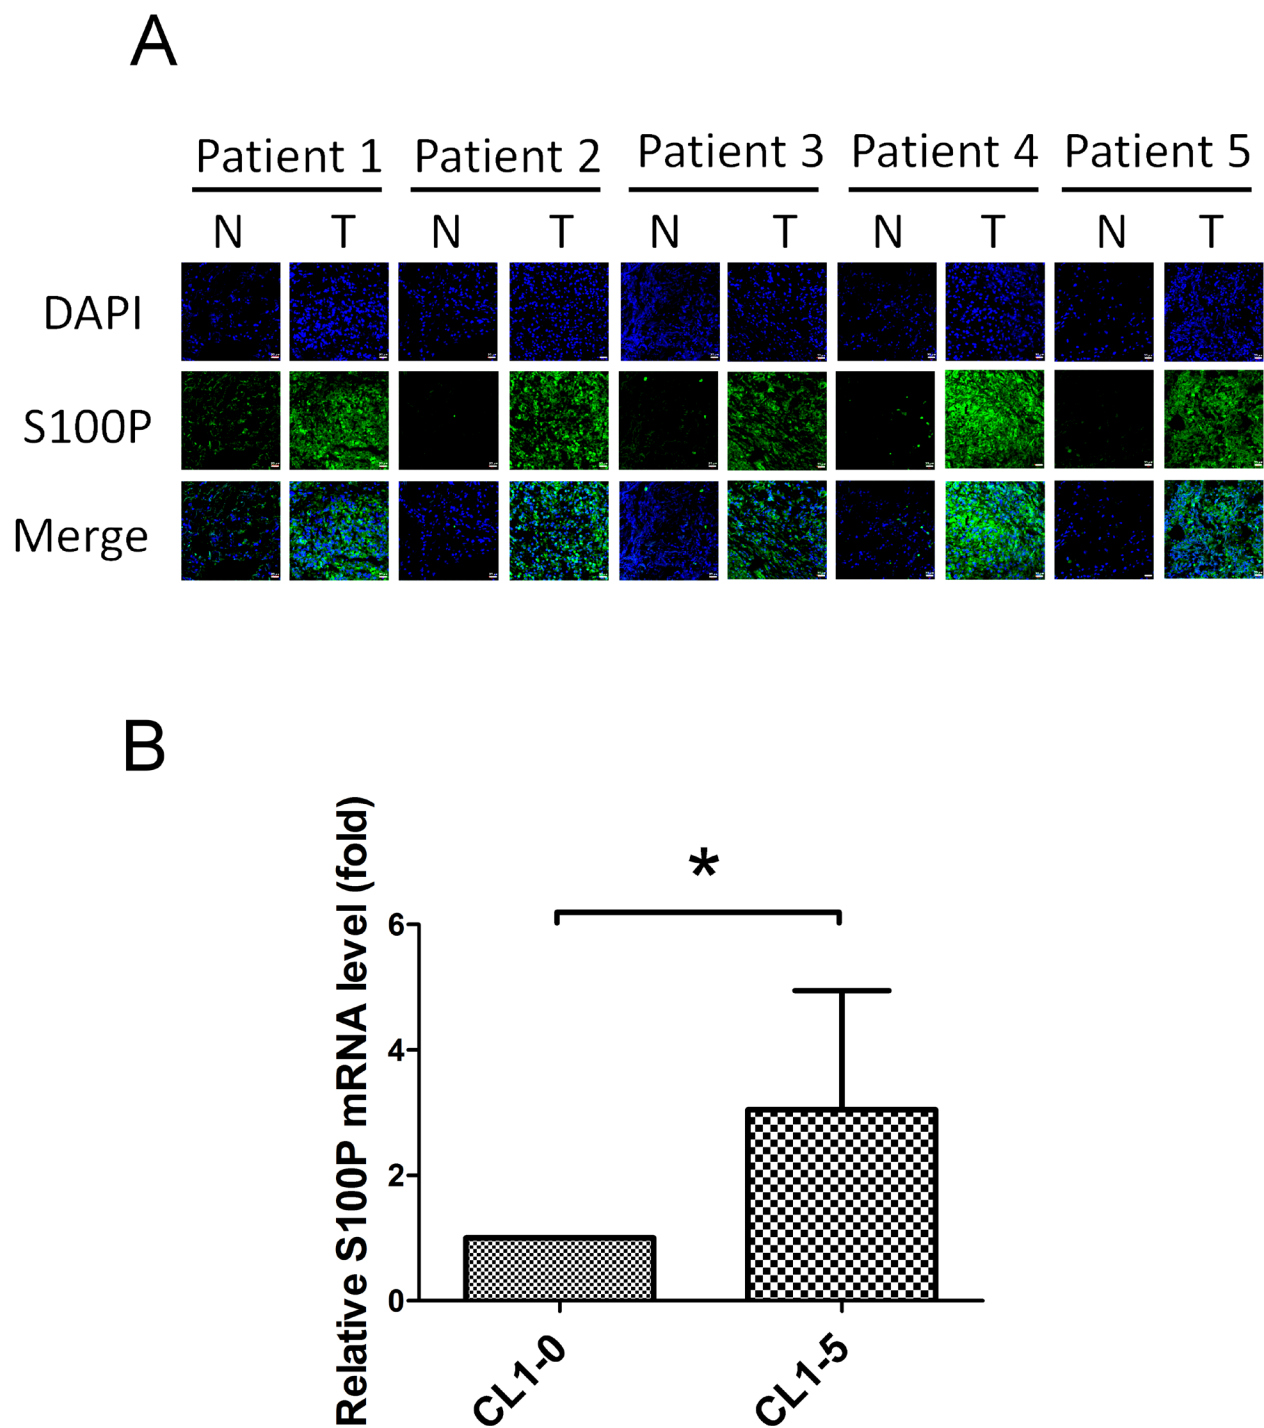 A
Patient 1 Patient 2 Patient 3 Patient 4 Patient 5
N T N T N T N T N T
DAPI
S100P
Merge
B
Relative S100P mRNA level (fold)
*
6
4
2
0
CL1-0 CL1-5